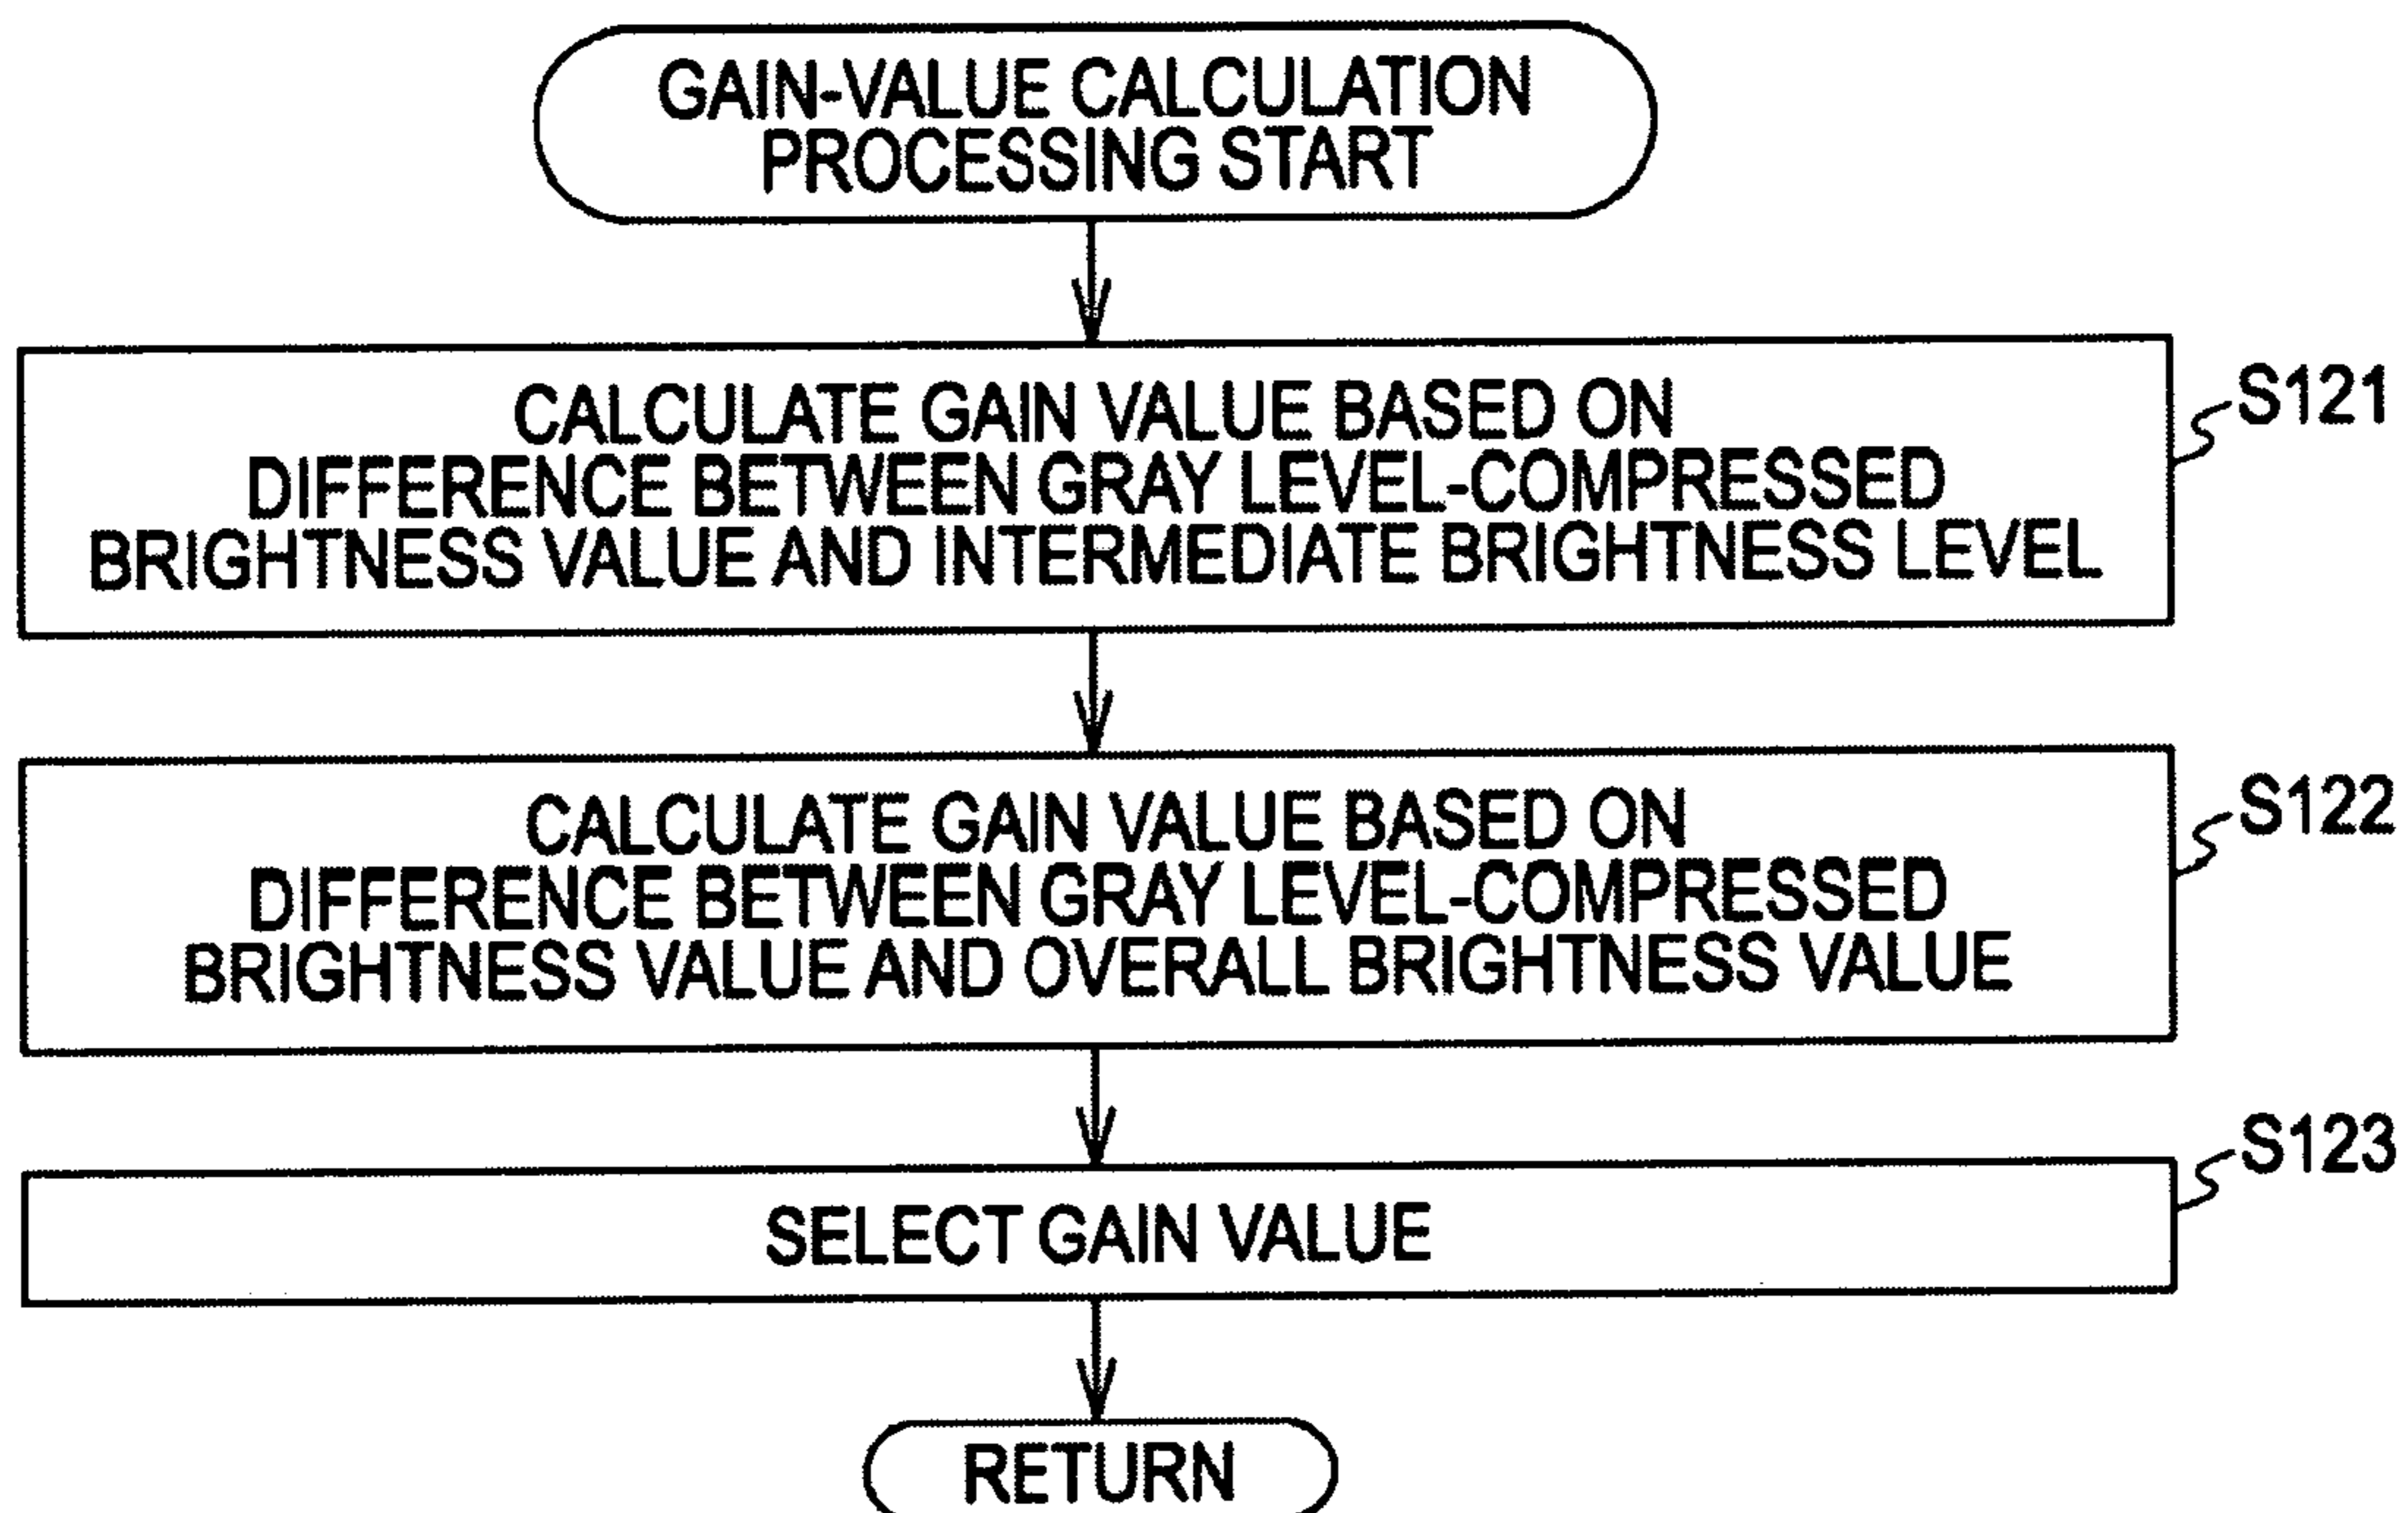 GAIN-VALUE CALCULATION
PROCESSING START
CALCULATE GAIN VALUE BASED ON
DIFFERENCE BETWEEN GRAY LEVEL-COMPRESSED
BRIGHTNESS VALUE AND INTERMEDIATE BRIGHTNESS LEVEL
S121
CALCULATE GAIN VALUE BASED ON
DIFFERENCE BETWEEN GRAY LEVEL-COMPRESSED
BRIGHTNESS VALUE AND OVERALL BRIGHTNESS VALUE
S122
SELECT GAIN VALUE
S123
RETURN